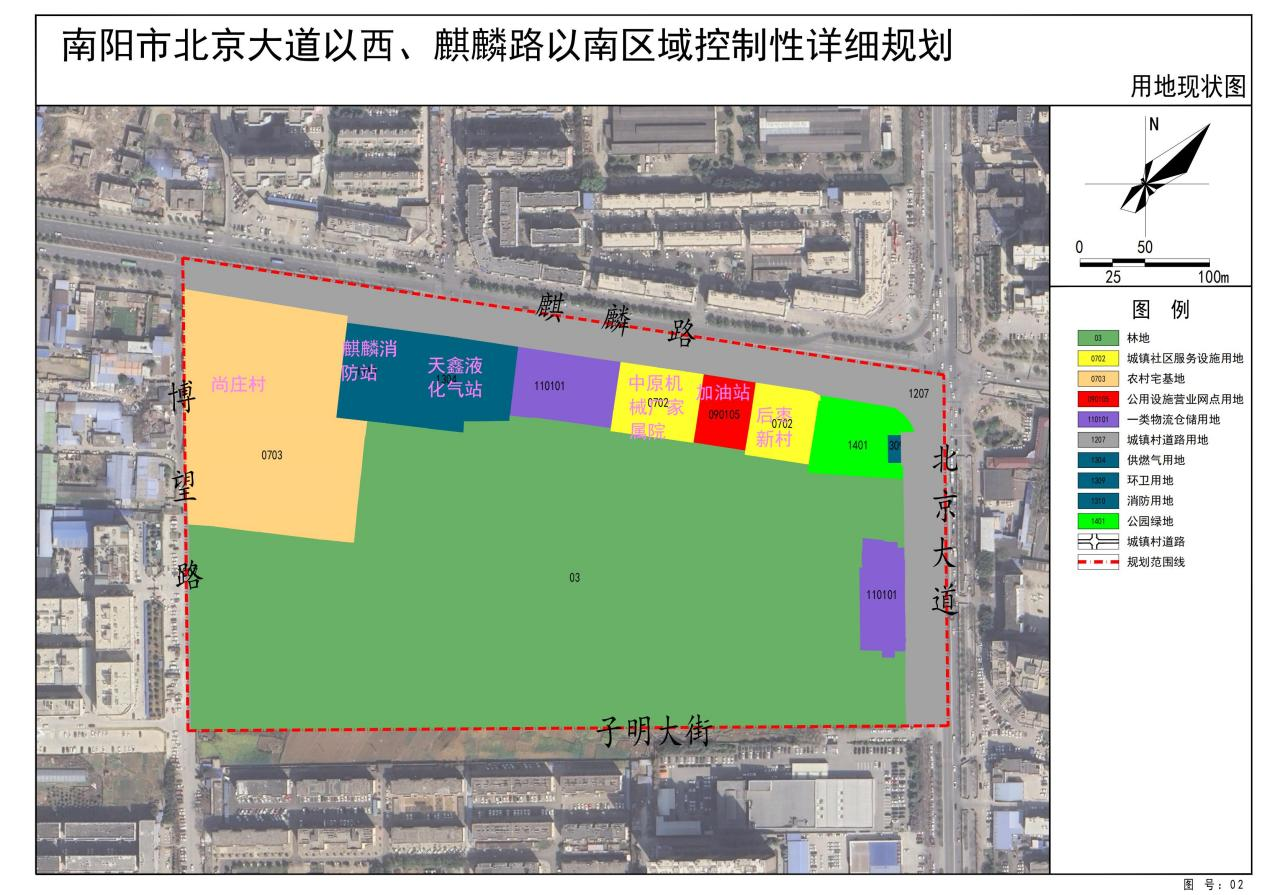 南阳市北京大道以西、麒麟路以南区域控制性详细规划
用地现状图
N
0 50
25 100m
图 例
03 林地
0702 城镇社区服务设施用地
0703 农村宅基地
090105 公用设施营业网点用地
110101 一类物流仓储用地
1207 城镇村道路用地
1304 供燃气用地
1309 环卫用地
1310 消防用地
1401 公园绿地
城镇村道路
规划范围线
麒麟路
博望路
北京大道
子明大街
尚庄村
0703
麒麟消
防站
天鑫液
化气站
110101
中原机
械厂家
属院
0702
加油站
090105
后枣
新村
0702
1401
1207
03
110101
图 号：02